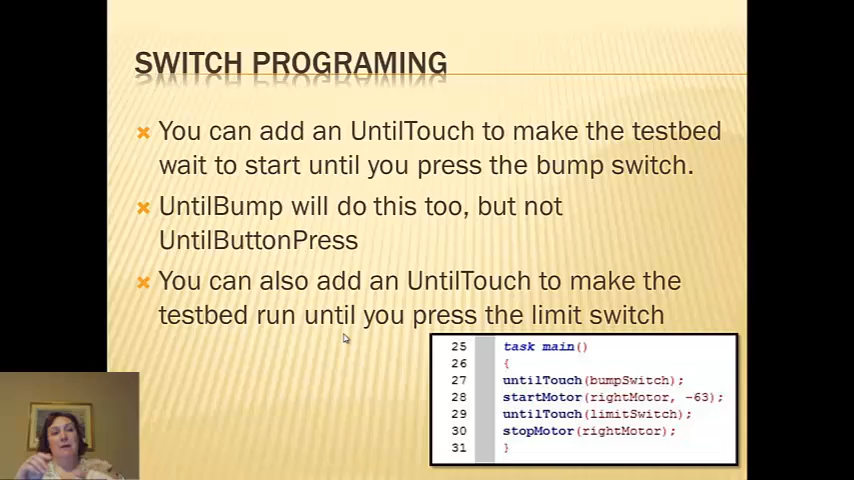 SWITCH PROGRAMING
You can add an UntilTouch to make the testbed
wait to start until you press the bump switch.
UntilBump will do this too, but not
UntilButtonPress
You can also add an UntilTouch to make the
testbed run until you press the limit switch
25 task main()
26 {
27 untilTouch(bumpSwitch);
28 startMotor(rightMotor, -63);
29 untilTouch(limitSwitch);
30 stopMotor(rightMotor);
31 }